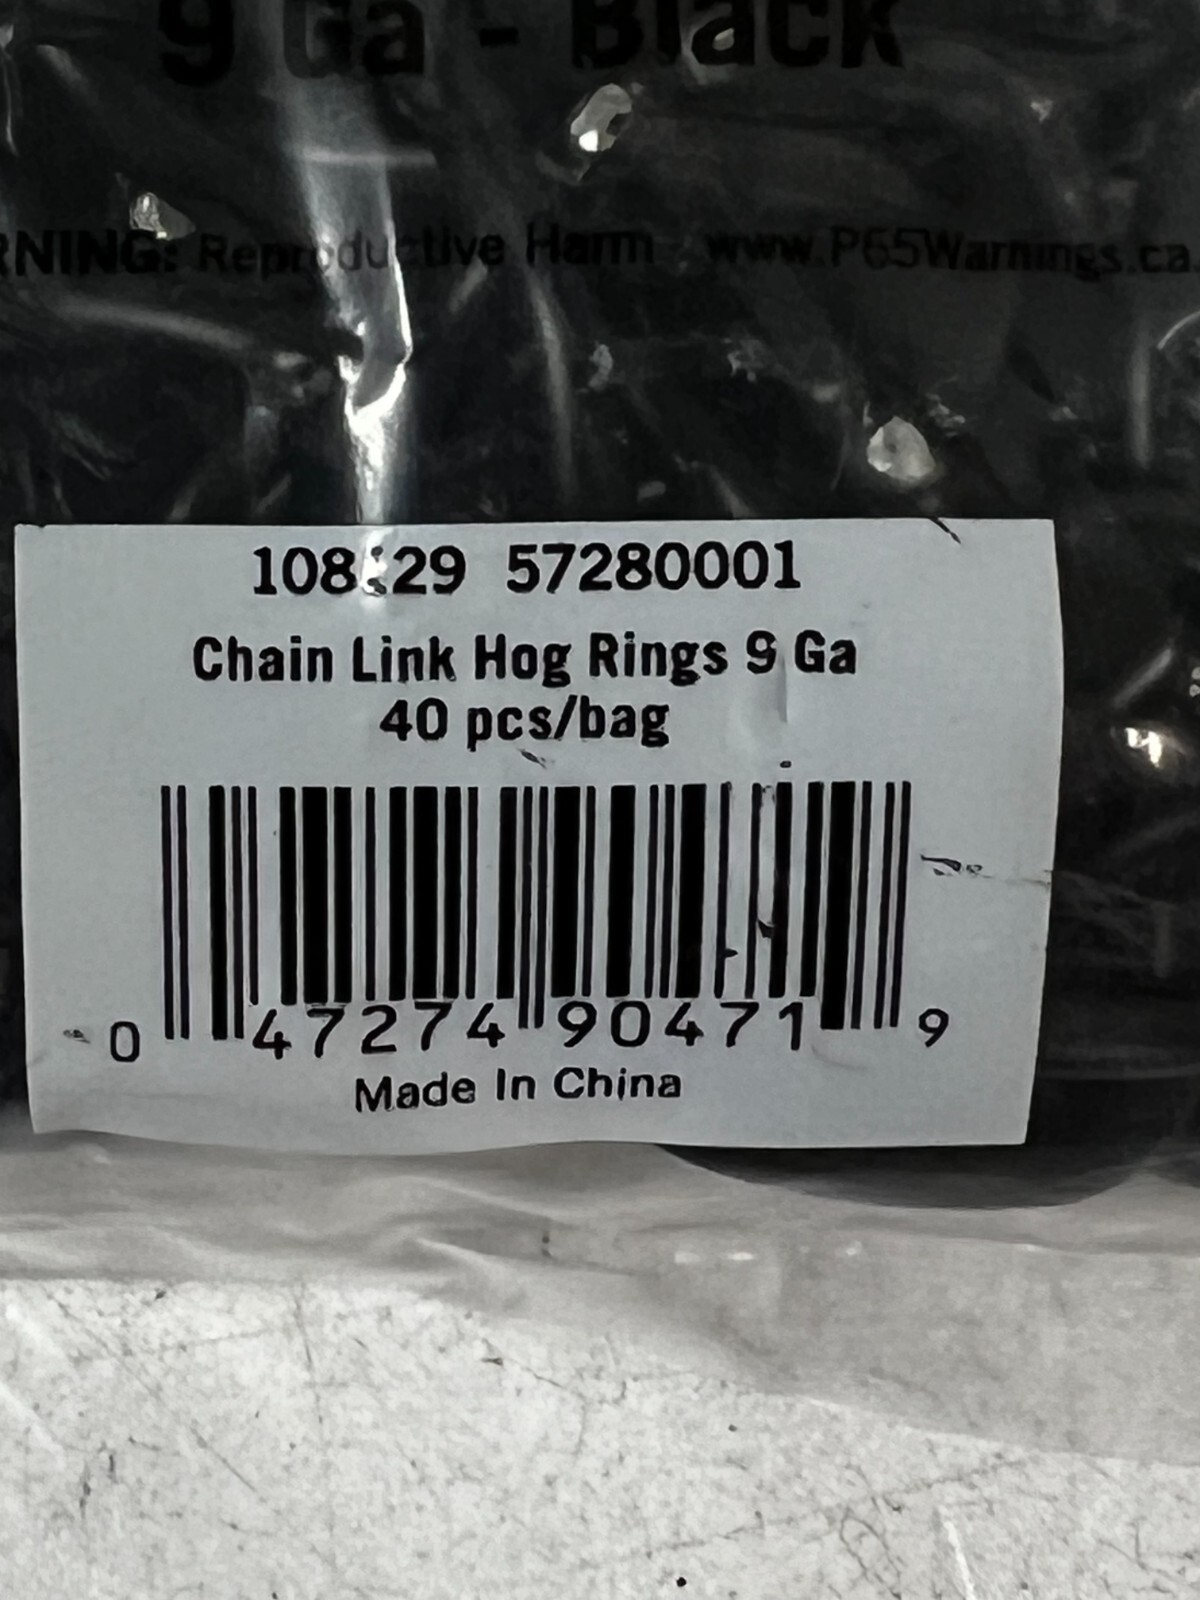 9 Ga - Black
WARNING: Reproductive Harm www.P65Warnings.ca.
57280001
Chain Link Hog Rings 9 Ga
40 pcs/bag
0 47274 90471 9
Made In China